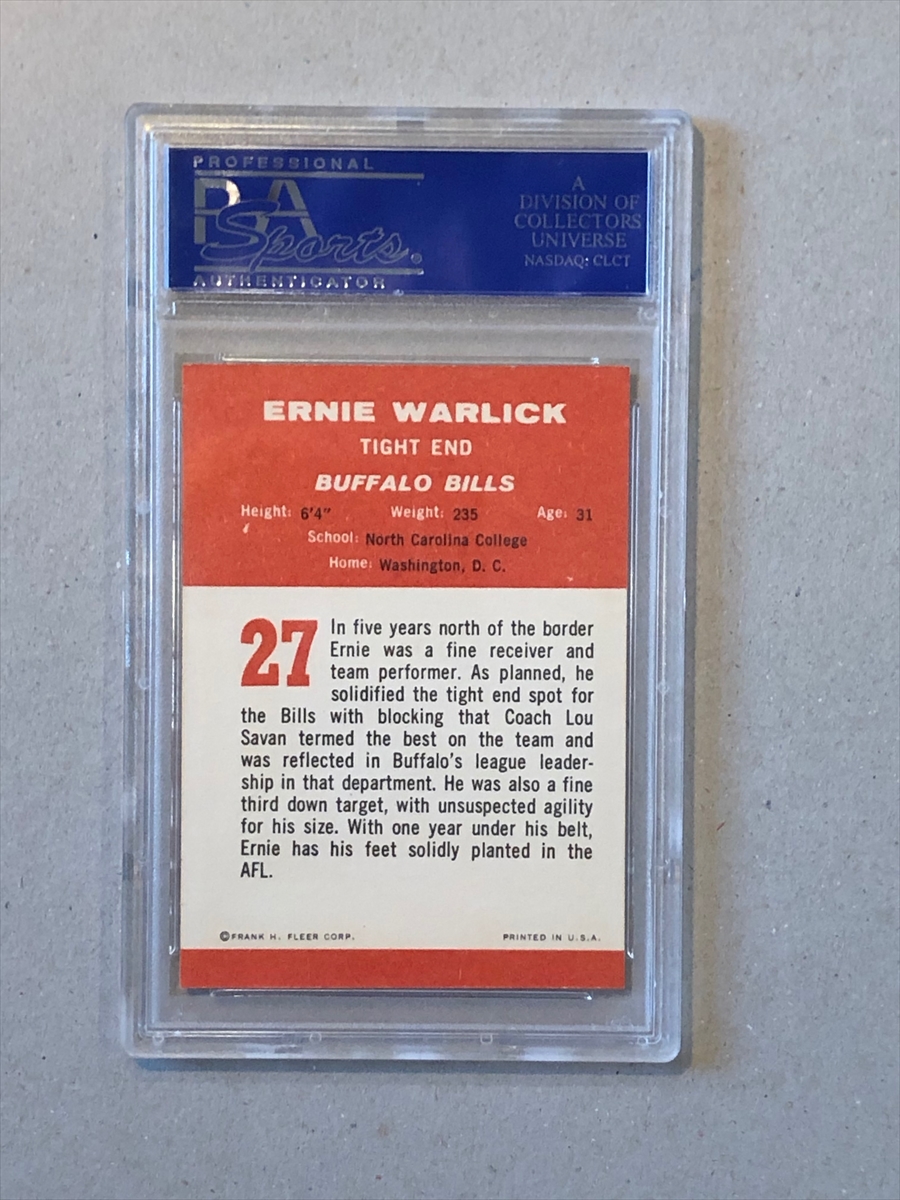 PROFESSIONAL
PSA
Sports.
AUTHENTICATOR
A
DIVISION OF
COLLECTORS
UNIVERSE
NASDAQ: CLCT
ERNIE WARLICK
TIGHT END
BUFFALO BILLS
Height: 6'4" Weight: 235 Age: 31
School: North Carolina College
Home: Washington, D. C.
27
In five years north of the border
Ernie was a fine receiver and
team performer. As planned, he
solidified the tight end spot for
the Bills with blocking that Coach Lou
Savan termed the best on the team and
was reflected in Buffalo's league leader-
ship in that department. He was also a fine
third down target, with unsuspected agility
for his size. With one year under his belt,
Ernie has his feet solidly planted in the
AFL.
©FRANK H. FLEER CORP. PRINTED IN U.S.A.